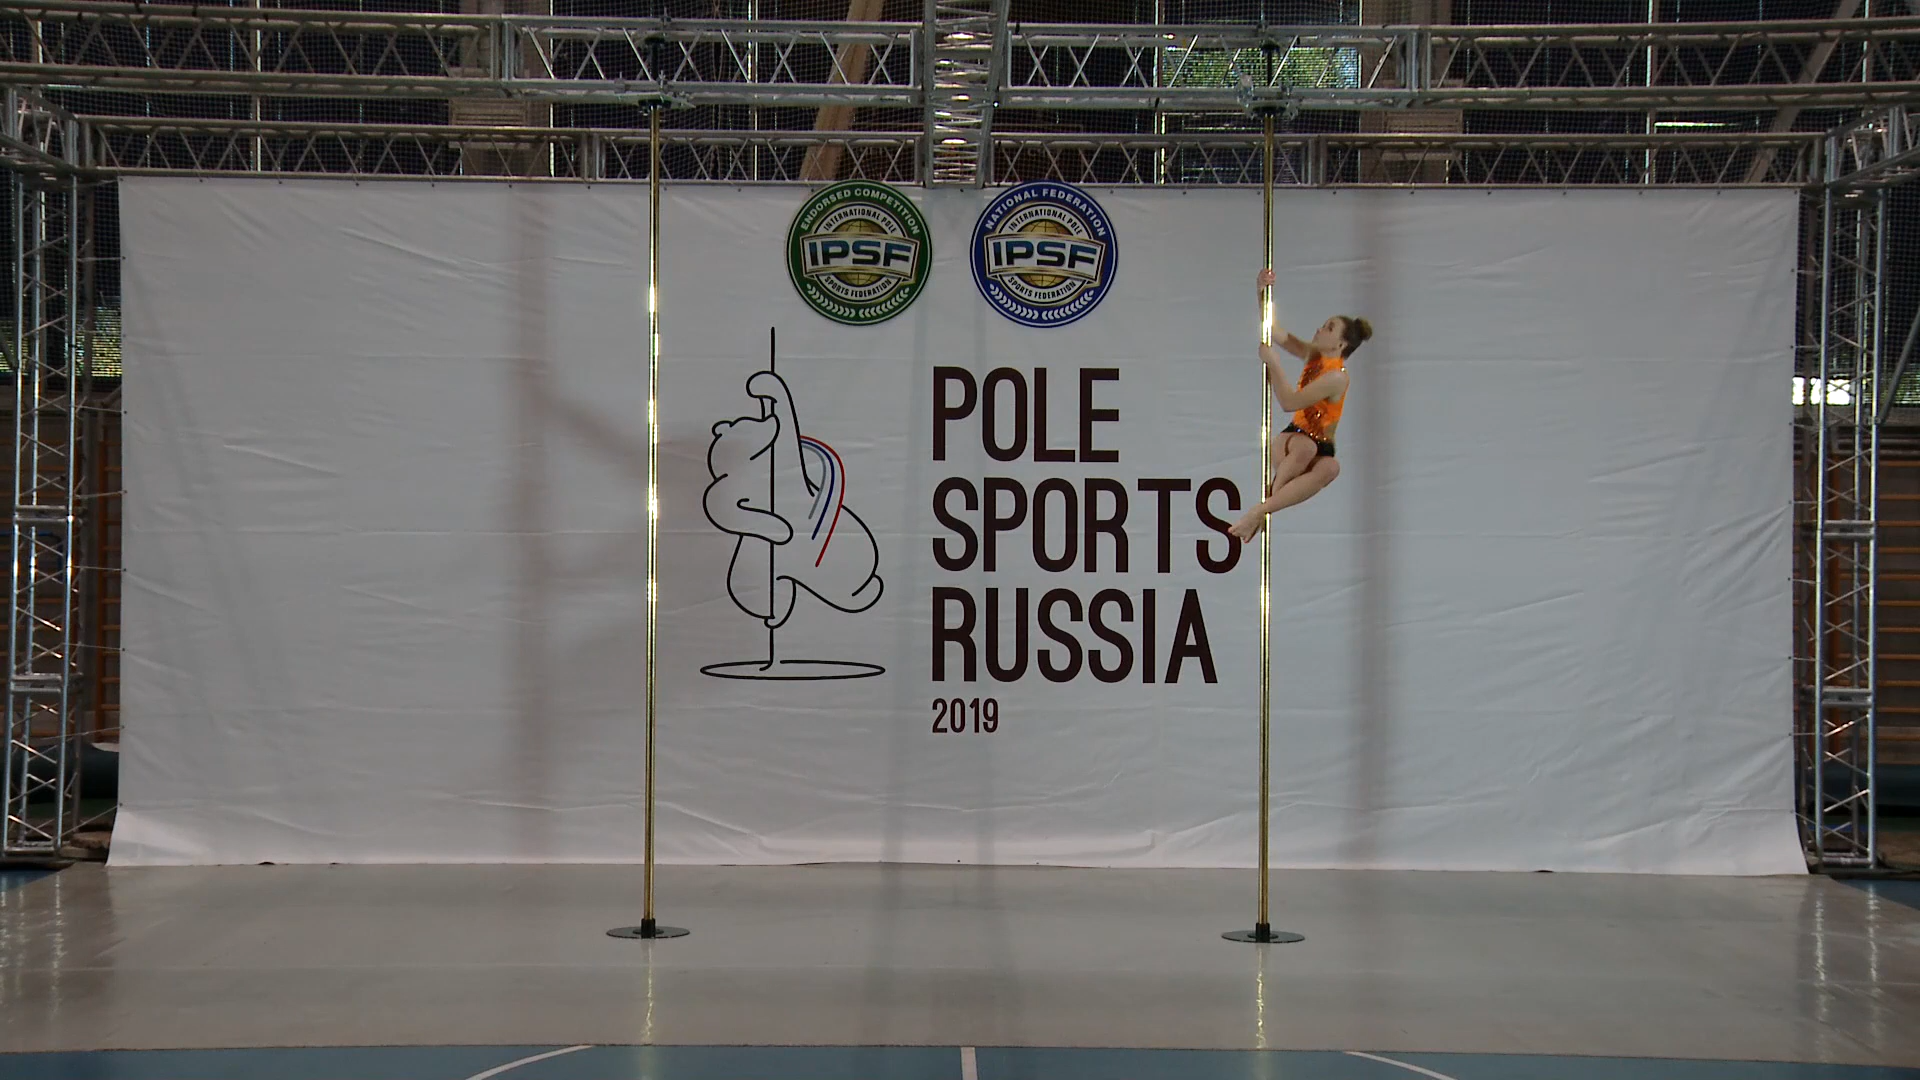 ENDORSED COMPETITION
INTERNATIONAL POLE
IPSF
SPORTS FEDERATION
NATIONAL FEDERATION
INTERNATIONAL POLE
IPSF
SPORTS FEDERATION
POLE
SPORTS
RUSSIA
2019